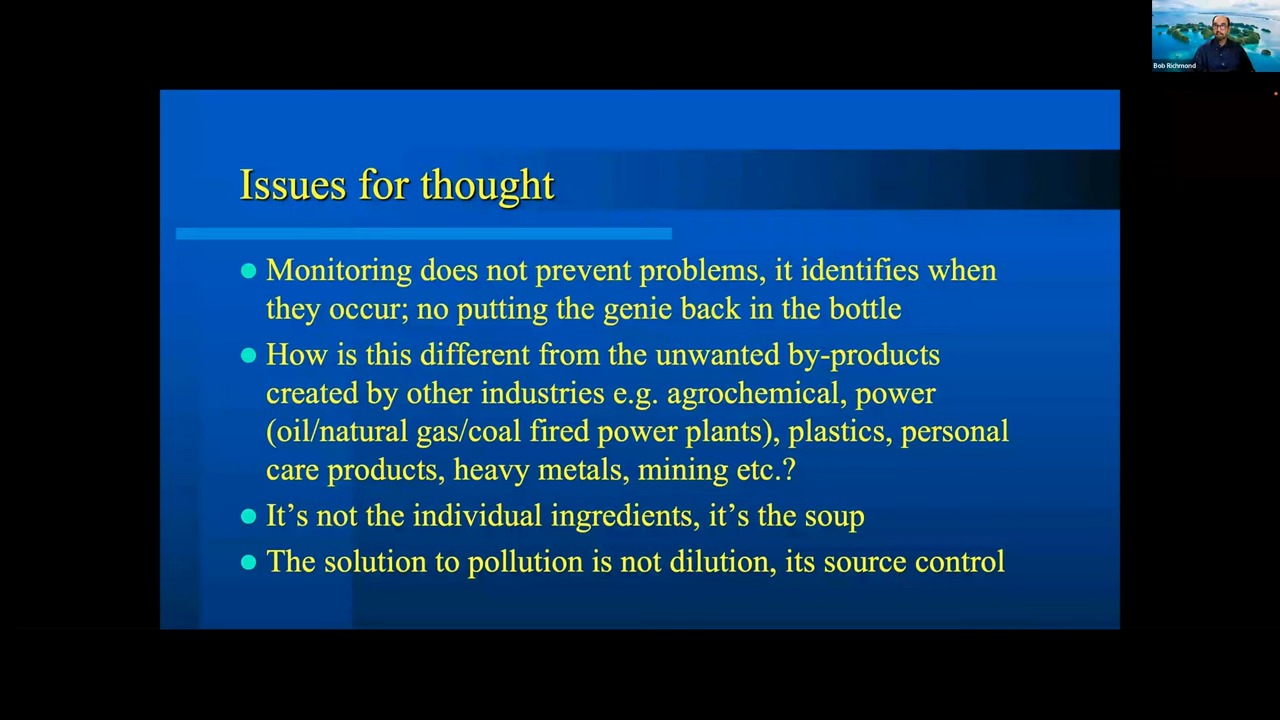 Bob Richmond
Issues for thought
Monitoring does not prevent problems, it identifies when
they occur; no putting the genie back in the bottle
How is this different from the unwanted by-products
created by other industries e.g. agrochemical, power
(oil/natural gas/coal fired power plants), plastics, personal
care products, heavy metals, mining etc.?
It’s not the individual ingredients, it’s the soup
The solution to pollution is not dilution, its source control